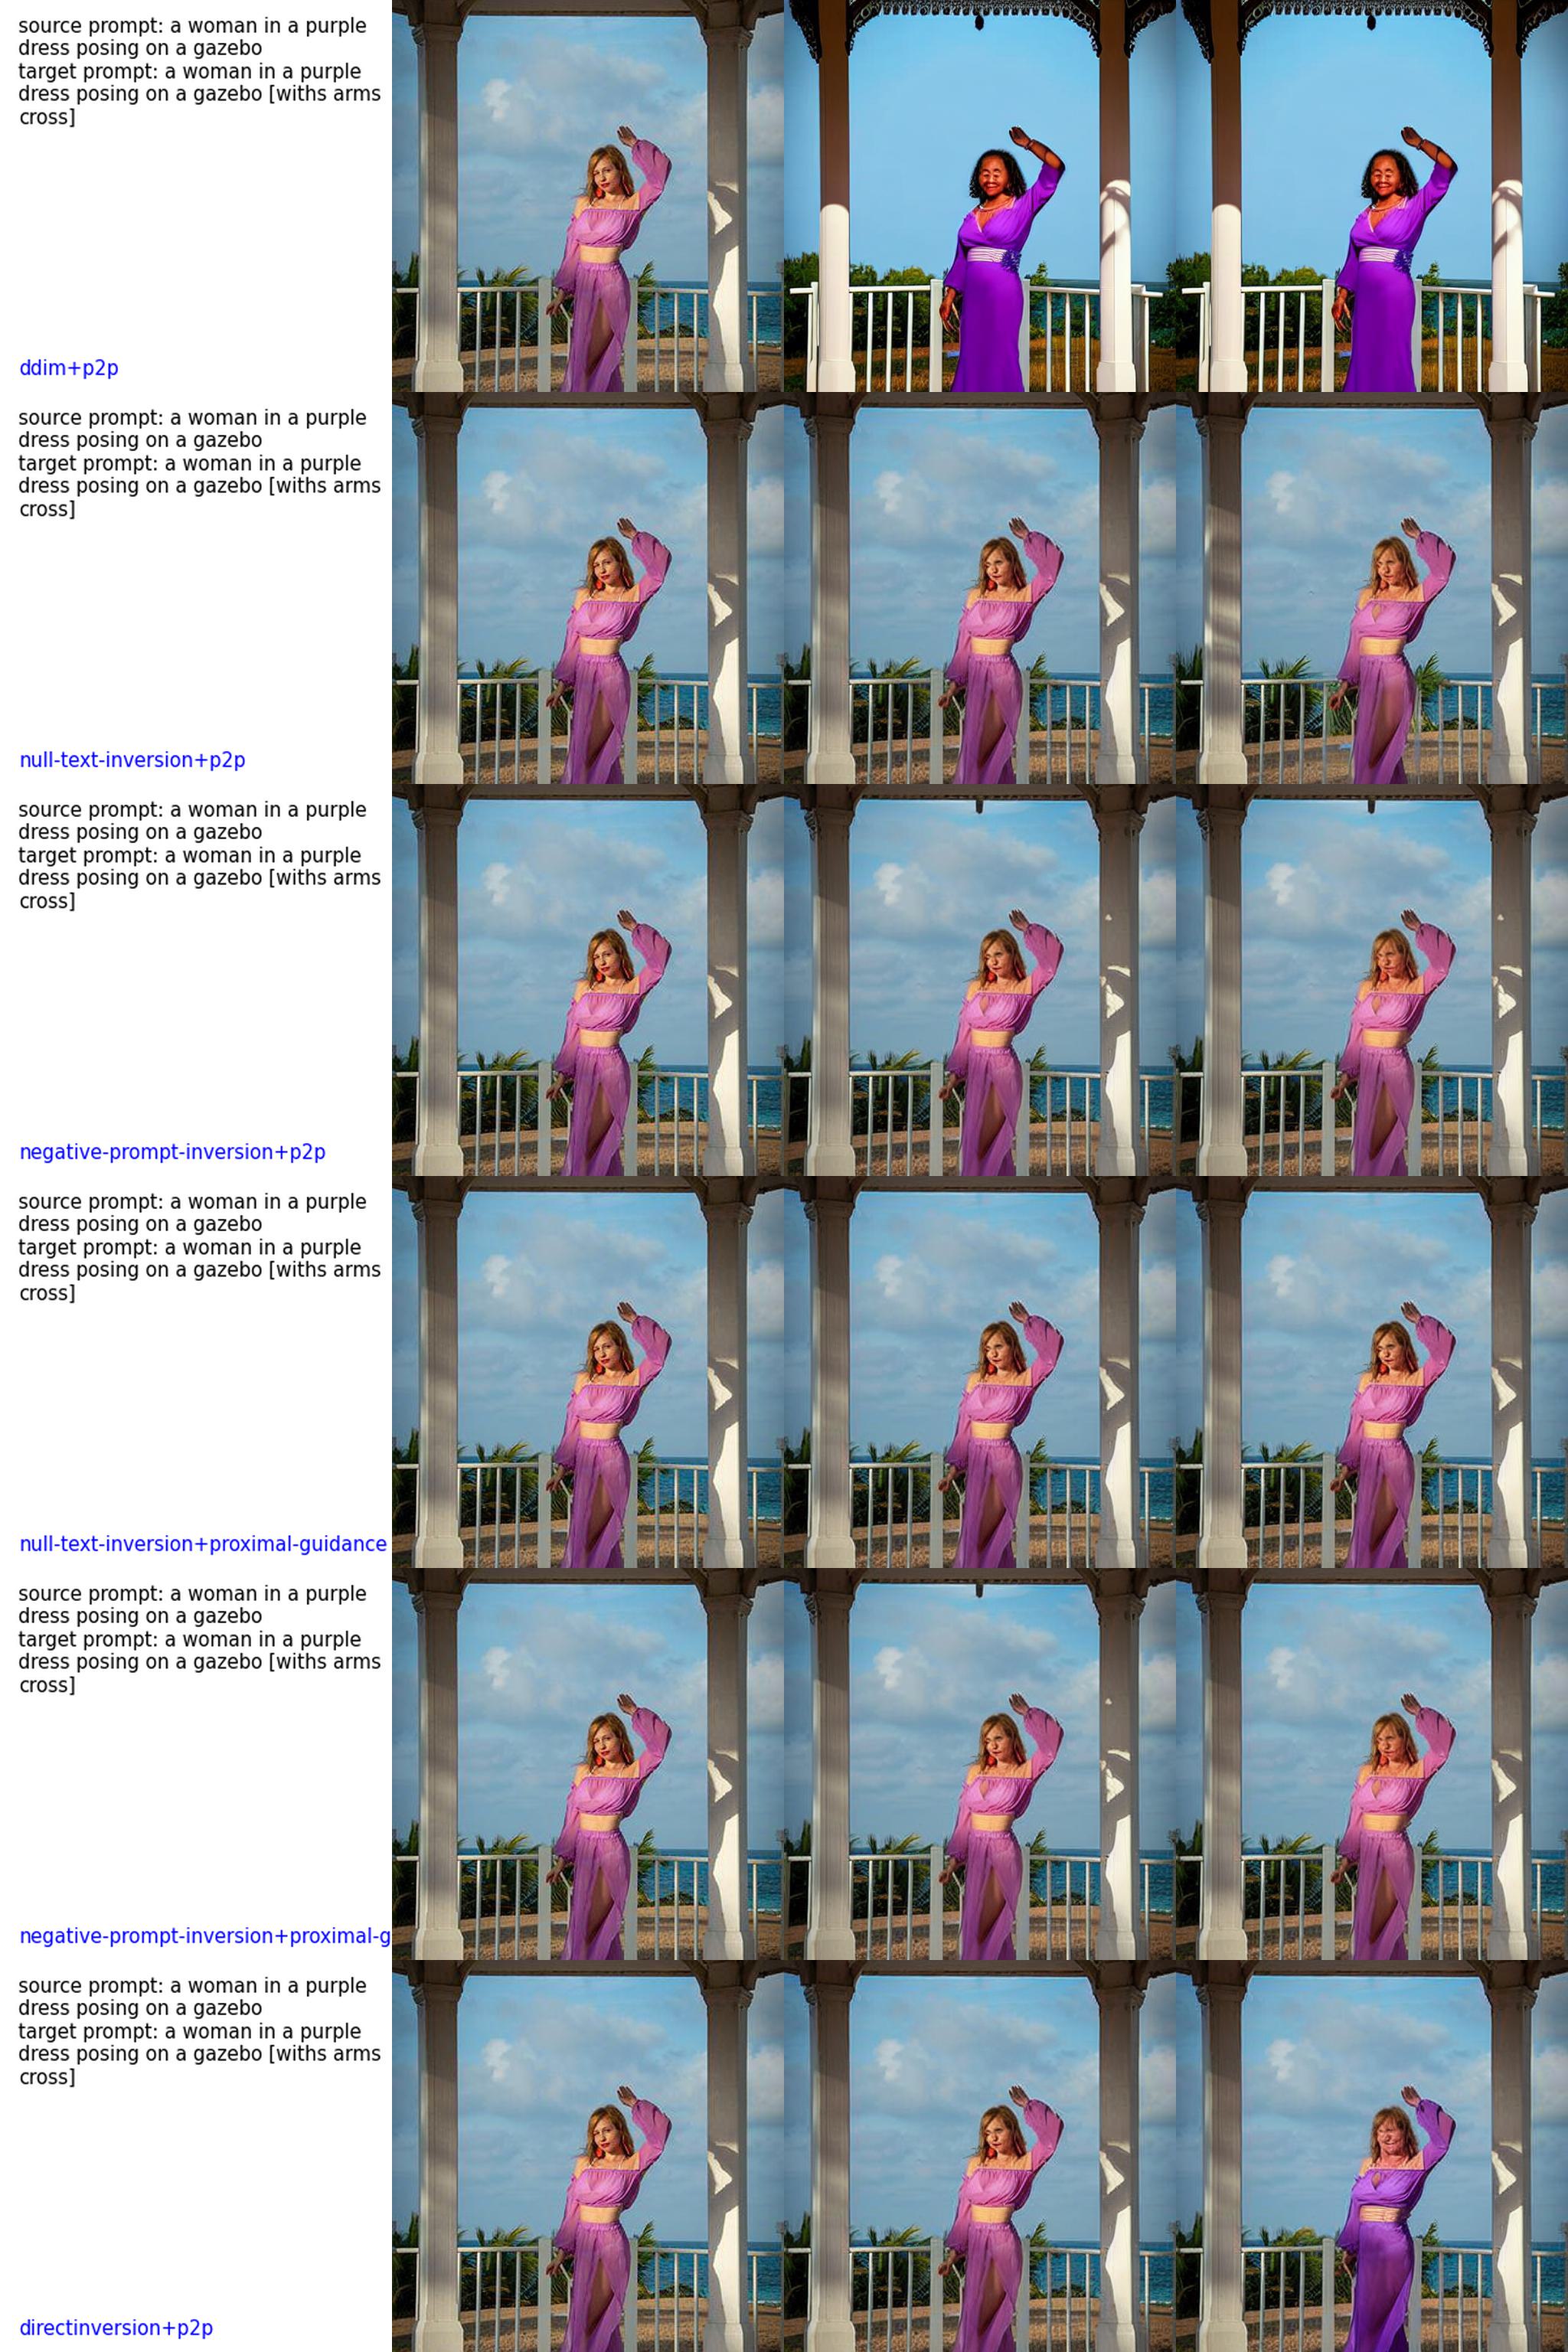 source prompt: a woman in a purple
dress posing on a gazebo
target prompt: a woman in a purple
dress posing on a gazebo [withs arms
cross]
ddim+p2p
source prompt: a woman in a purple
dress posing on a gazebo
target prompt: a woman in a purple
dress posing on a gazebo [withs arms
cross]
null-text-inversion+p2p
source prompt: a woman in a purple
dress posing on a gazebo
target prompt: a woman in a purple
dress posing on a gazebo [withs arms
cross]
negative-prompt-inversion+p2p
source prompt: a woman in a purple
dress posing on a gazebo
target prompt: a woman in a purple
dress posing on a gazebo [withs arms
cross]
null-text-inversion+proximal-guidance
source prompt: a woman in a purple
dress posing on a gazebo
target prompt: a woman in a purple
dress posing on a gazebo [withs arms
cross]
negative-prompt-inversion+proximal-g
source prompt: a woman in a purple
dress posing on a gazebo
target prompt: a woman in a purple
dress posing on a gazebo [withs arms
cross]
directinversion+p2p